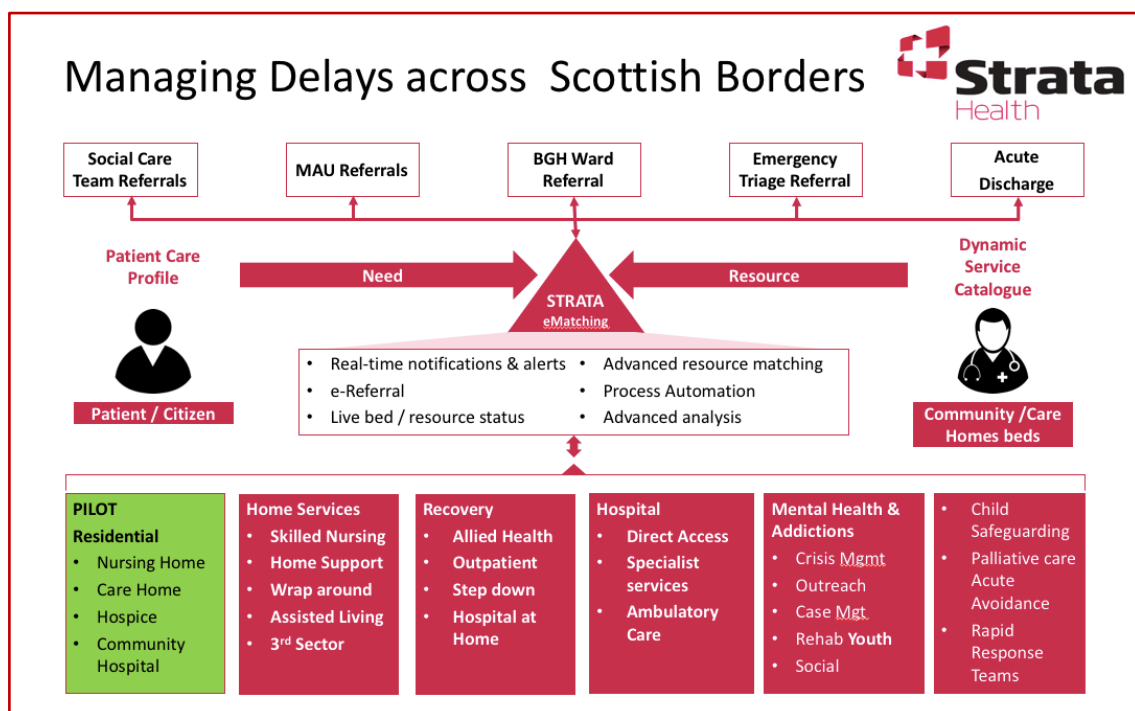 Managing Delays across Scottish Borders
Strata
Health
Social Care
Team Referrals
MAU Referrals
BGH Ward
Referral
Emergency
Triage Referral
Acute
Discharge
Patient Care
Profile
Need
Resource
Dynamic
Service
Catalogue
STRATA
eMatching
• Real-time notifications & alerts
• e-Referral
• Live bed / resource status
• Advanced resource matching
• Process Automation
• Advanced analysis
Patient / Citizen
Community /Care
Homes beds
PILOT
Residential
• Nursing Home
• Care Home
• Hospice
• Community
Hospital
Home Services
• Skilled Nursing
• Home Support
• Wrap around
• Assisted Living
• 3rd Sector
Recovery
• Allied Health
• Outpatient
• Step down
• Hospital at
Home
Hospital
• Direct Access
• Specialist
services
• Ambulatory
Care
Mental Health &
Addictions
• Crisis Mgmt
• Outreach
• Case Mgt
• Rehab Youth
• Social
• Child
Safeguarding
• Palliative care
Acute
Avoidance
• Rapid
Response
Teams